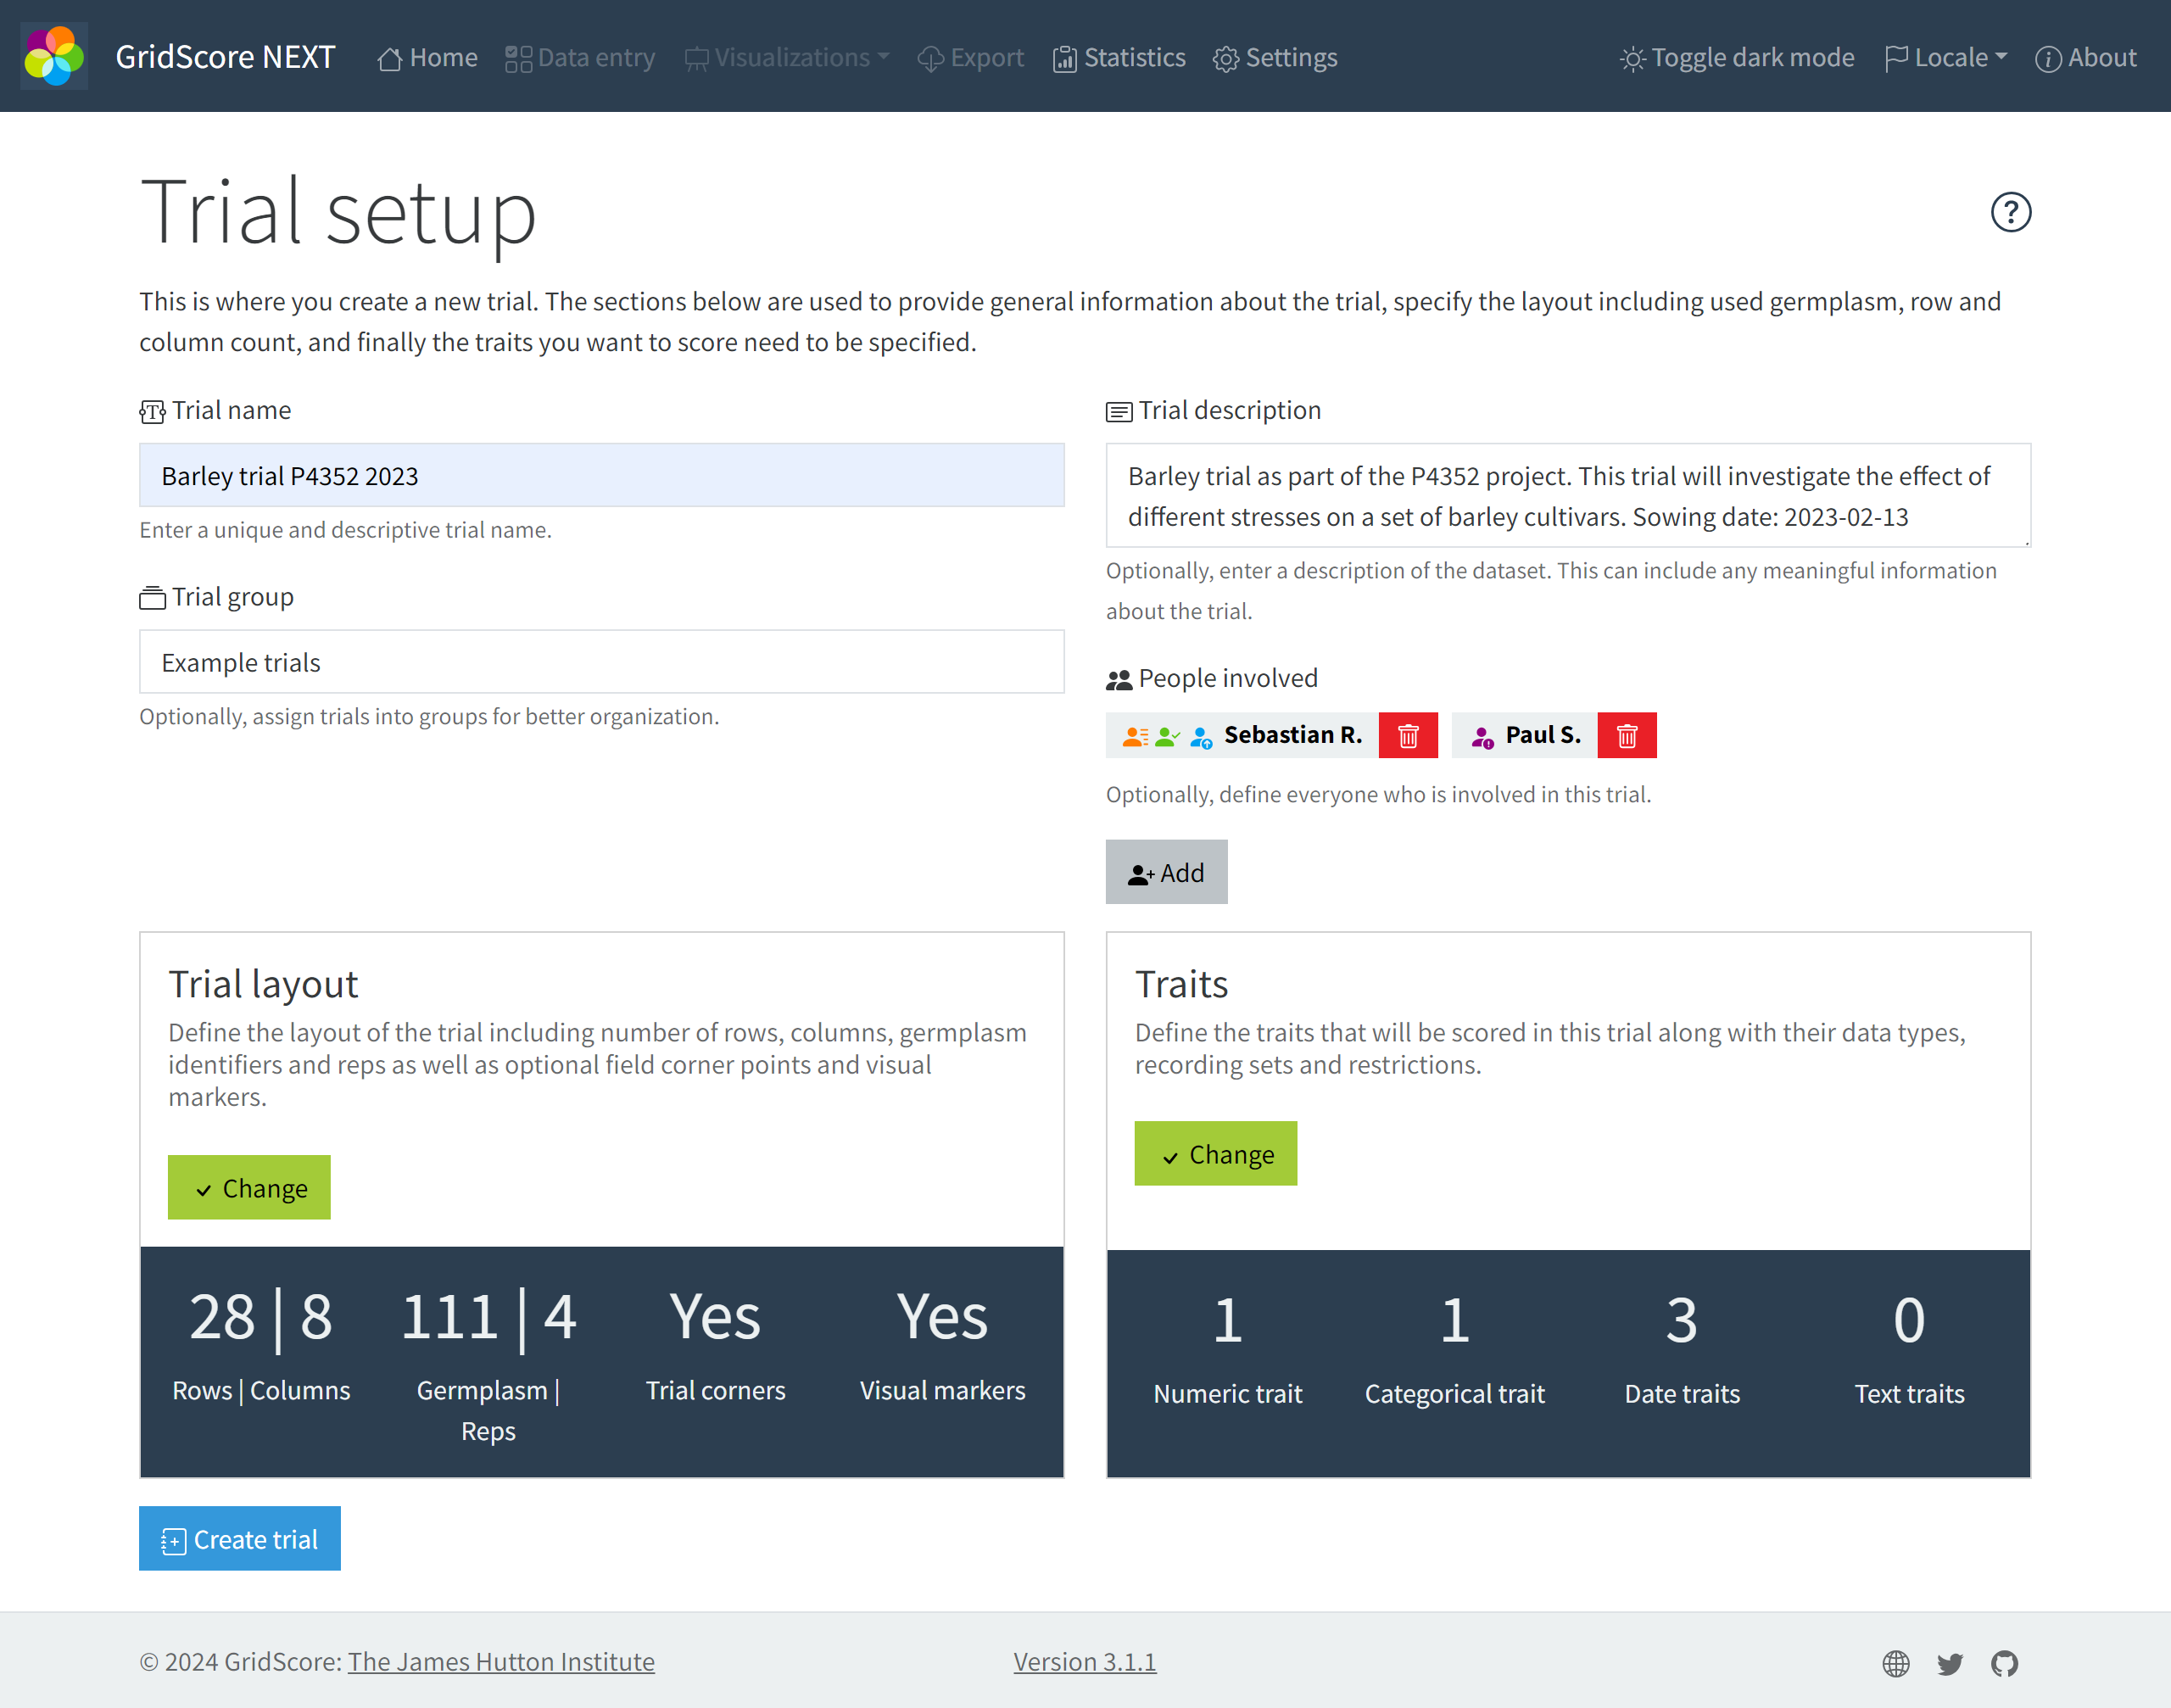 GridScore NEXT Home Data entry Visualizations Export Statistics Settings Toggle dark mode Locale About
Trial setup
This is where you create a new trial. The sections below are used to provide general information about the trial, specify the layout including used germplasm, row and
column count, and finally the traits you want to score need to be specified.
Trial name
Barley trial P4352 2023
Enter a unique and descriptive trial name.
Trial group
Example trials
Optionally, assign trials into groups for better organization.
Trial description
Barley trial as part of the P4352 project. This trial will investigate the effect of
different stresses on a set of barley cultivars. Sowing date: 2023-02-13
Optionally, enter a description of the dataset. This can include any meaningful information
about the trial.
People involved
Sebastian R. Paul S.
Optionally, define everyone who is involved in this trial.
Add
Trial layout
Define the layout of the trial including number of rows, columns, germplasm
identifiers and reps as well as optional field corner points and visual
markers.
Change
28 | 8 111 | 4 Yes Yes
Rows | Columns Germplasm | Trial corners Visual markers
Reps
Traits
Define the traits that will be scored in this trial along with their data types,
recording sets and restrictions.
Change
1 1 3 0
Numeric trait Categorical trait Date traits Text traits
Create trial
© 2024 GridScore: The James Hutton Institute Version 3.1.1